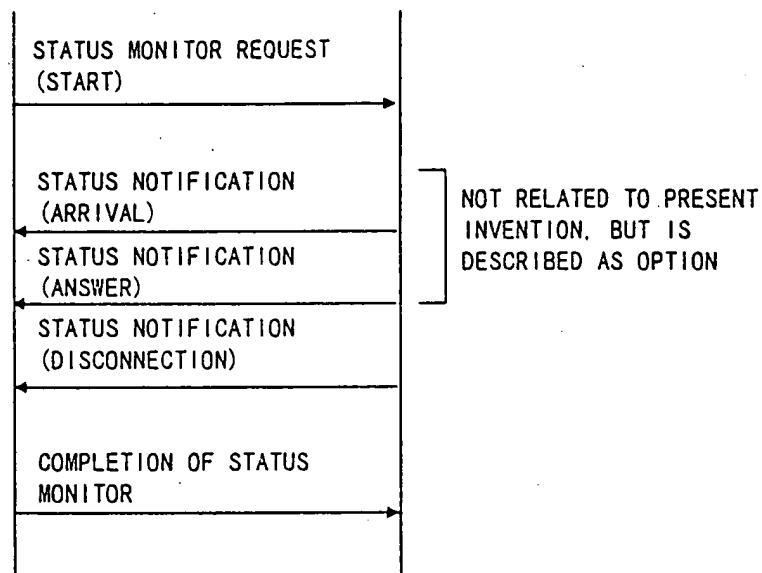 STATUS MONITOR REQUEST
(START)
STATUS NOTIFICATION
(ARRIVAL)
STATUS NOTIFICATION
(ANSWER)
NOT RELATED TO PRESENT
INVENTION, BUT IS
DESCRIBED AS OPTION
STATUS NOTIFICATION
(DISCONNECTION)
COMPLETION OF STATUS
MONITOR